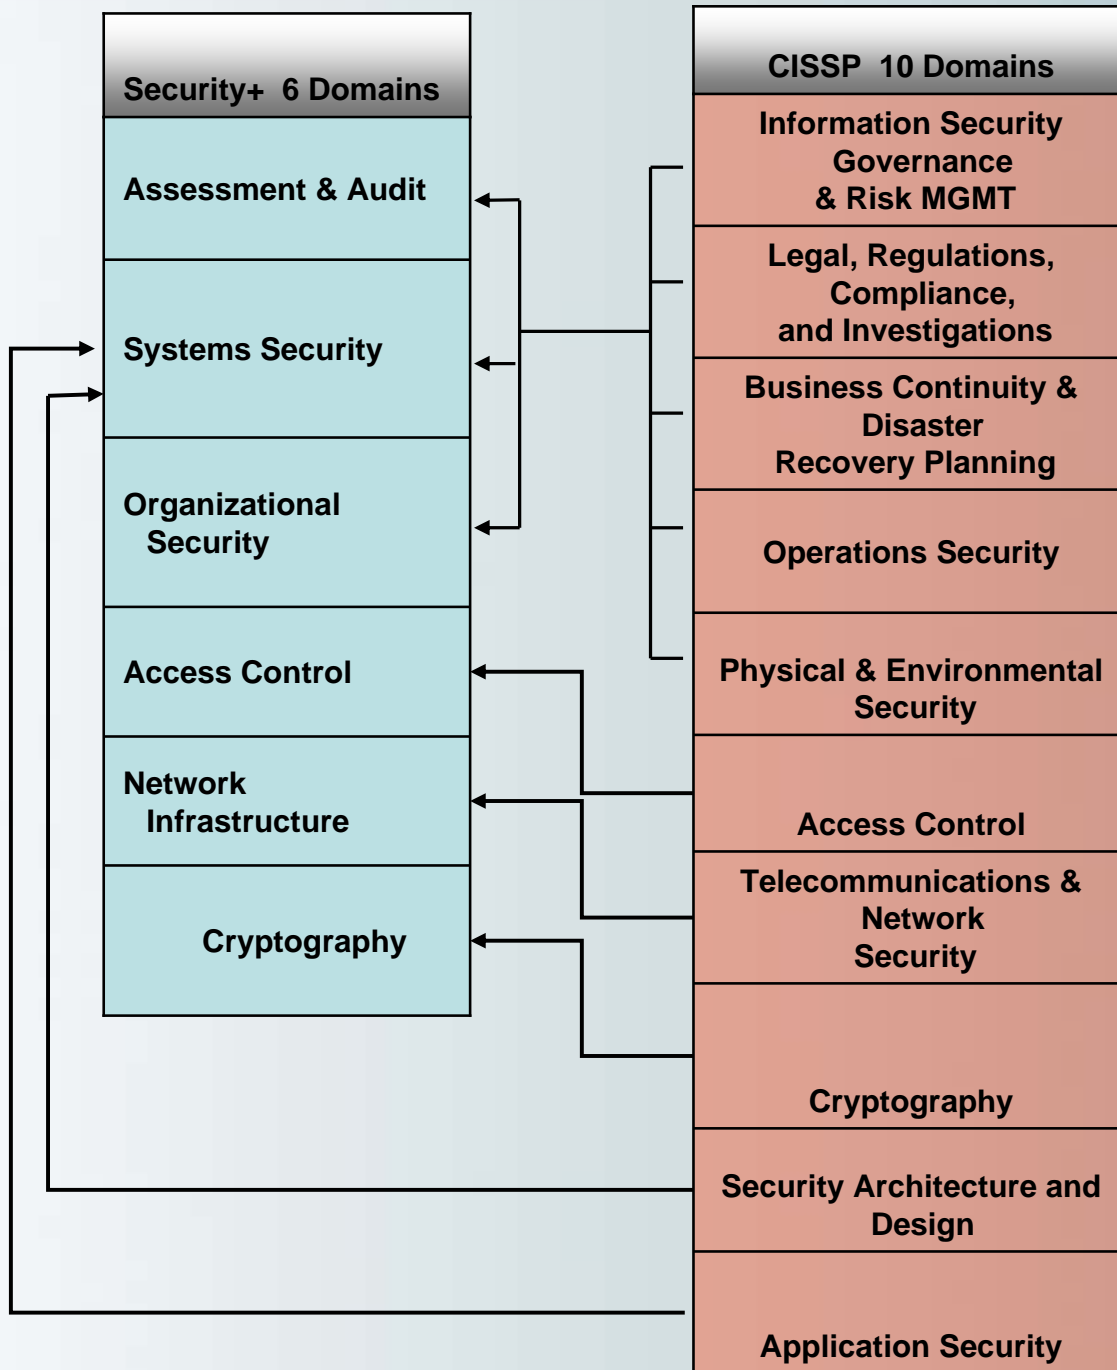 Security+ 6 Domains
Assessment & Audit
Systems Security
Organizational
Security
Access Control
Network
Infrastructure
Cryptography
CISSP 10 Domains
Information Security
Governance
& Risk MGMT
Legal, Regulations,
Compliance,
and Investigations
Business Continuity &
Disaster
Recovery Planning
Operations Security
Physical & Environmental
Security
Access Control
Telecommunications &
Network
Security
Cryptography
Security Architecture and
Design
Application Security